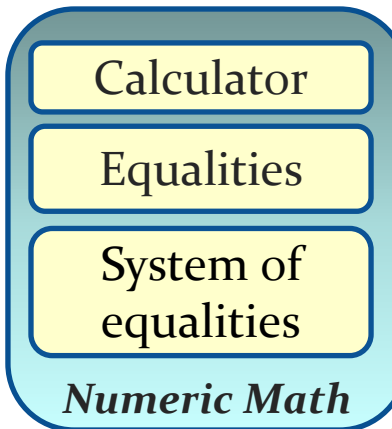 Calculator
Equalities
System of
equalities
Numeric Math